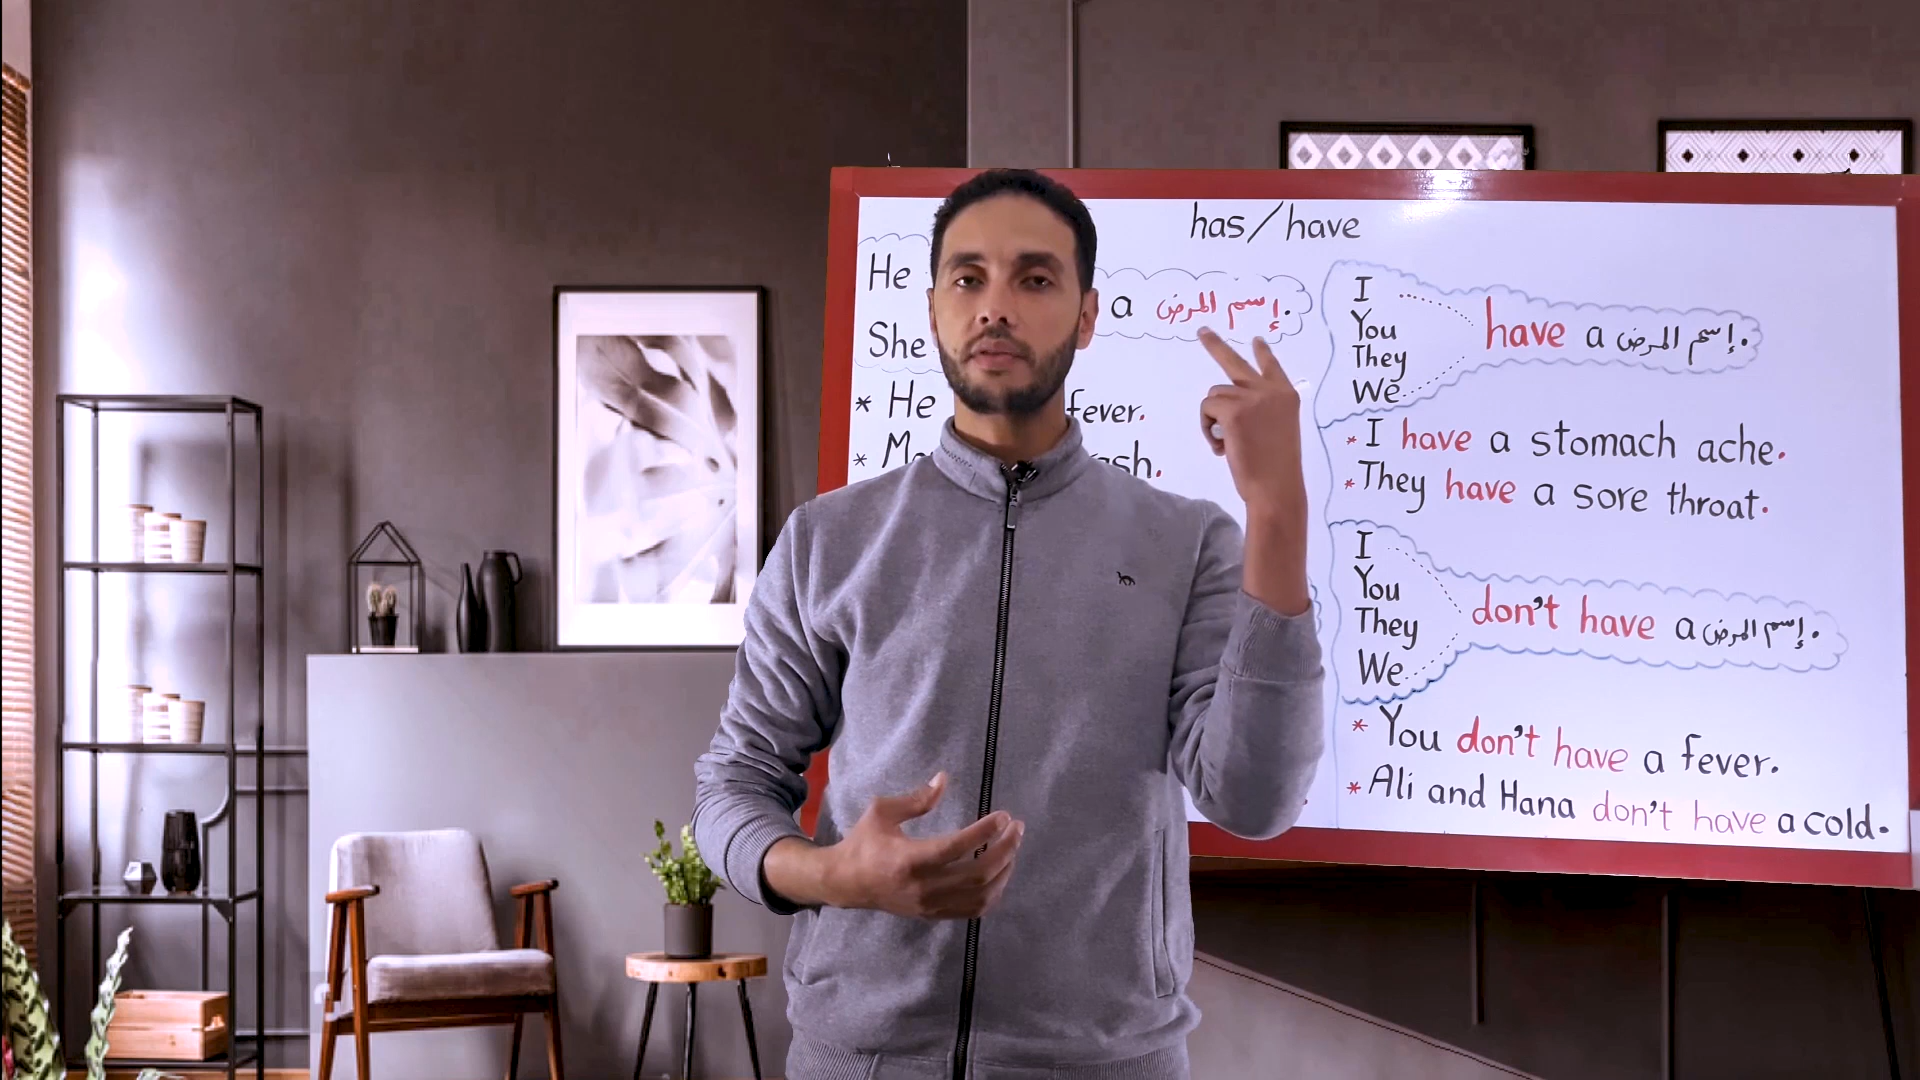 has/have
He
She
a إسم المرض.
* He fever.
*
I
You
They
We
have a إسم المرض.
* I have a stomach ache.
* They have a sore throat.
I
You
They
We
don't have a إسم المرض.
* You don't have a fever.
* Ali and Hana don't have a cold.